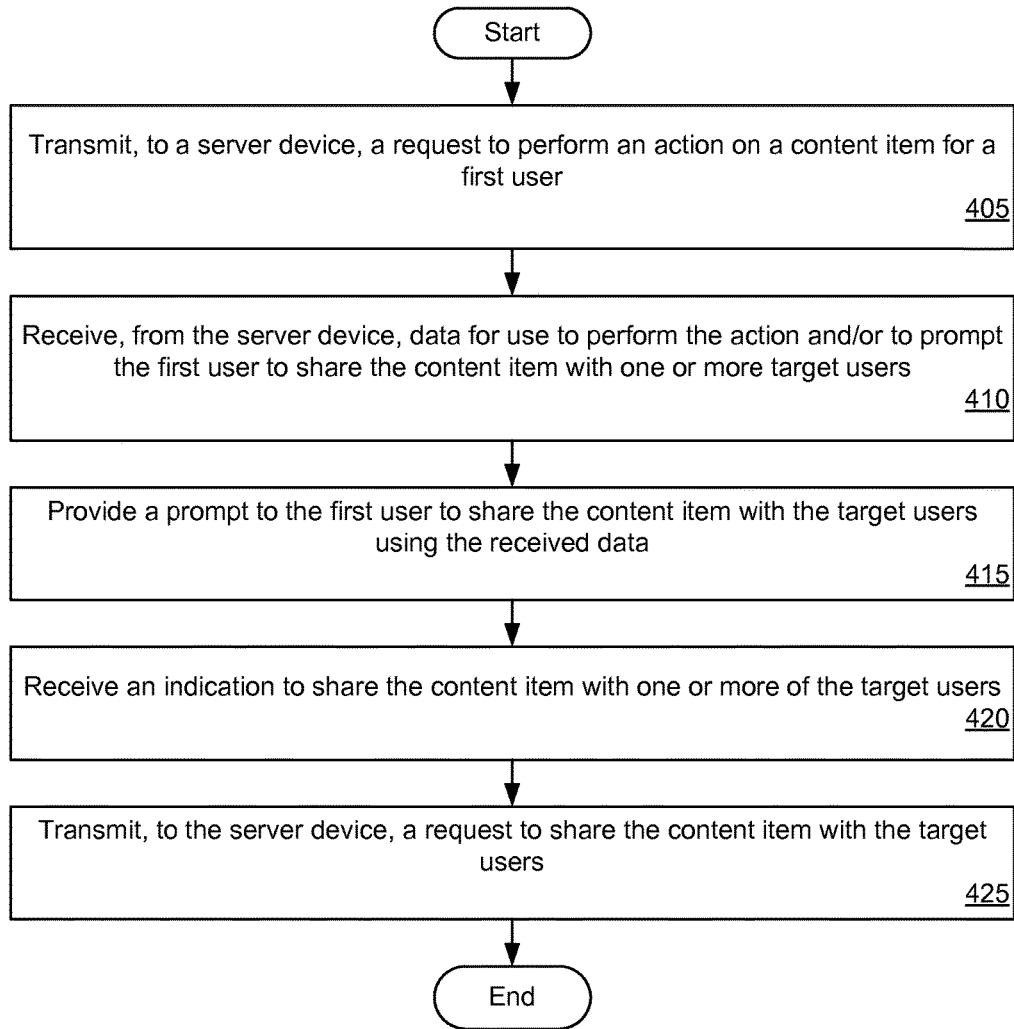 Start
Transmit, to a server device, a request to perform an action on a content item for a
first user
405
Receive, from the server device, data for use to perform the action and/or to prompt
the first user to share the content item with one or more target users
410
Provide a prompt to the first user to share the content item with the target users
using the received data
415
Receive an indication to share the content item with one or more of the target users
420
Transmit, to the server device, a request to share the content item with the target
users
425
End